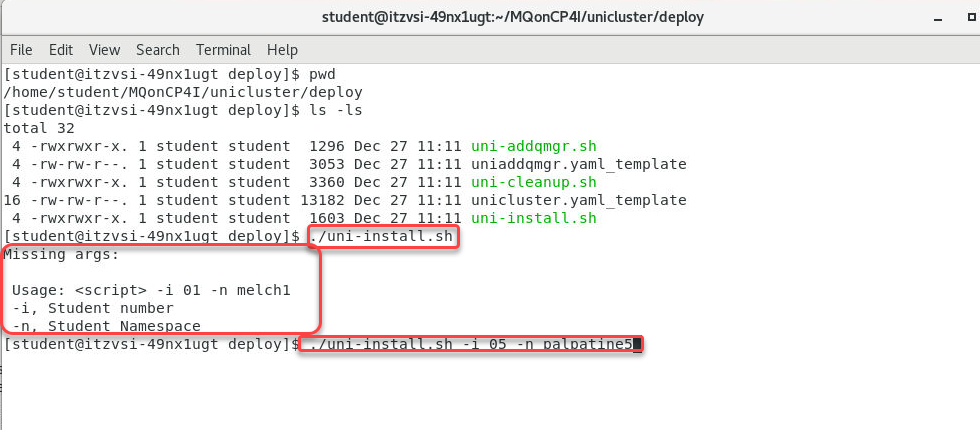 student@itzvsi-49nx1ugt:~/MQonCP4I/unicluster/deploy
File Edit View Search Terminal Help
[student@itzvsi-49nx1ugt deploy]$ pwd
/home/student/MQonCP4I/unicluster/deploy
[student@itzvsi-49nx1ugt deploy]$ ls -ls
total 32
 4 -rwxrwxr-x. 1 student student  1296 Dec 27 11:11 uni-addqmgr.sh
 4 -rw-rw-r--. 1 student student  3053 Dec 27 11:11 uniaddqmgr.yaml_template
 4 -rwxrwxr-x. 1 student student  3360 Dec 27 11:11 uni-cleanup.sh
16 -rw-rw-r--. 1 student student 13182 Dec 27 11:11 unicluster.yaml_template
 4 -rwxrwxr-x. 1 student student  1603 Dec 27 11:11 uni-install.sh
[student@itzvsi-49nx1ugt deploy]$ ./uni-install.sh
Missing args:
 Usage: <script> -i 01 -n melch1
 -i, Student number
 -n, Student Namespace
[student@itzvsi-49nx1ugt deploy]$ ./uni-install.sh -i 05 -n palpatine5